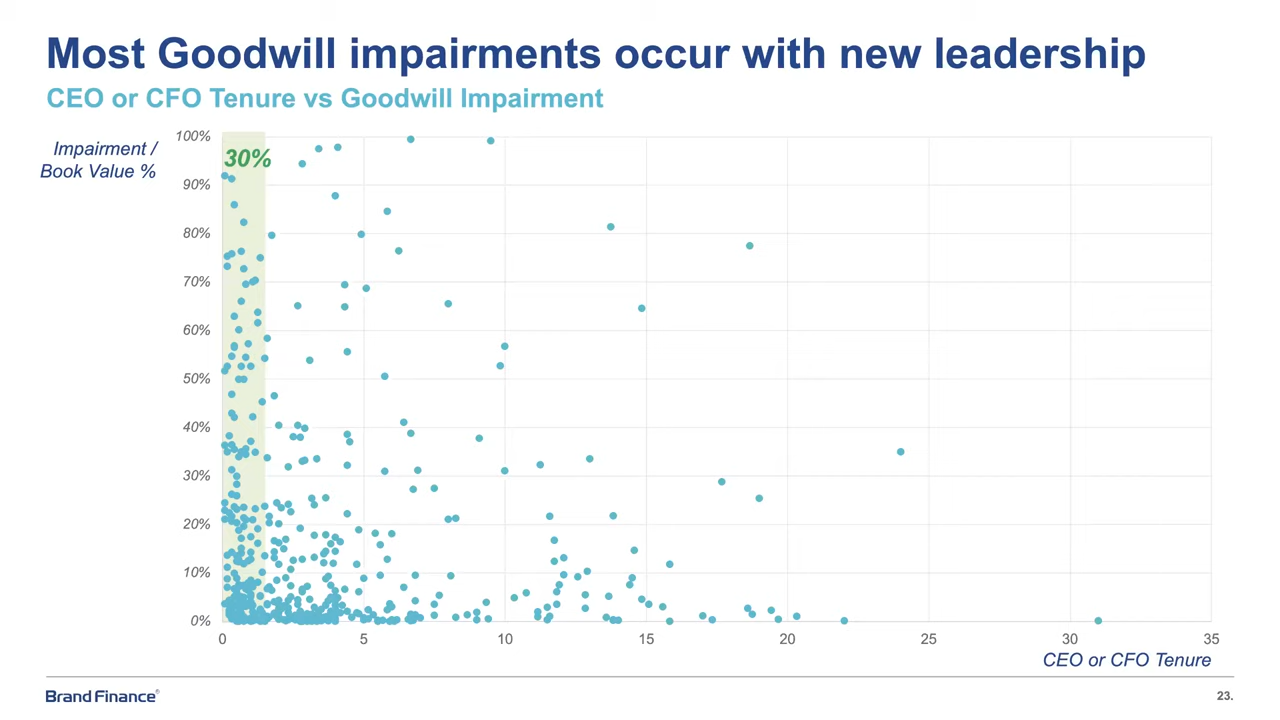 Most Goodwill impairments occur with new leadership
CEO or CFO Tenure vs Goodwill Impairment
Impairment /
Book Value %
100%
30%
90%
80%
70%
60%
50%
40%
30%
20%
10%
0%
0 5 10 15 20 25 30 35
CEO or CFO Tenure
Brand Finance®
23.